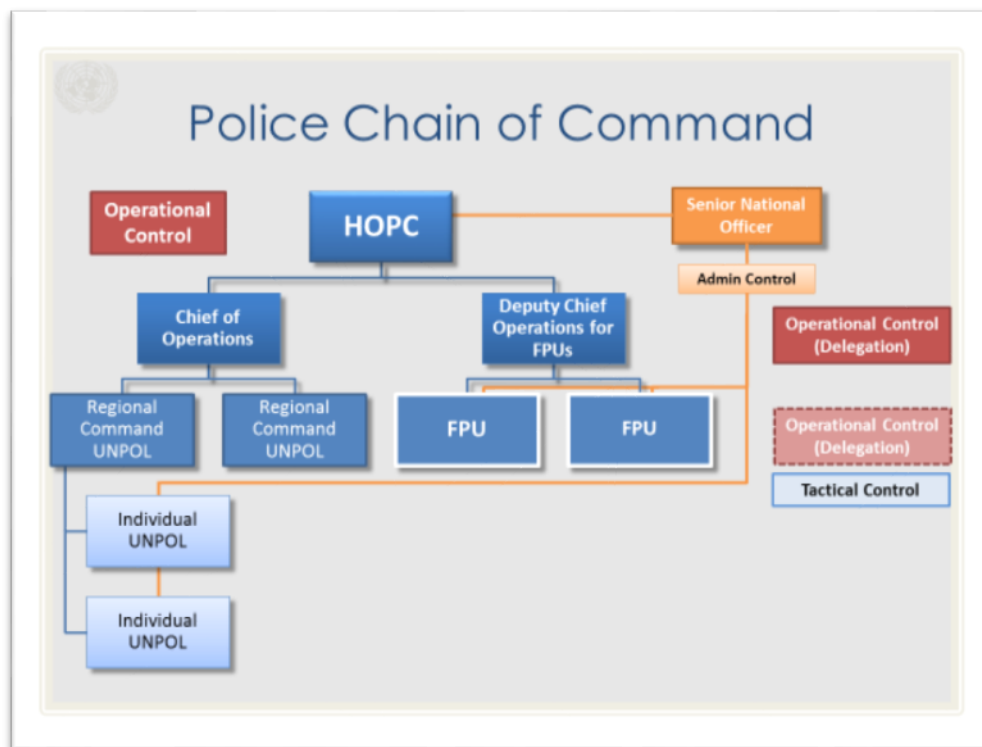 Police Chain of Command
Operational
Control
HOPC
Senior National
Officer
Admin Control
Chief of
Operations
Deputy Chief
Operations for
FPUs
Operational Control
(Delegation)
Regional
Command
UNPOL
Regional
Command
UNPOL
FPU
FPU
Operational Control
(Delegation)
Tactical Control
Individual
UNPOL
Individual
UNPOL